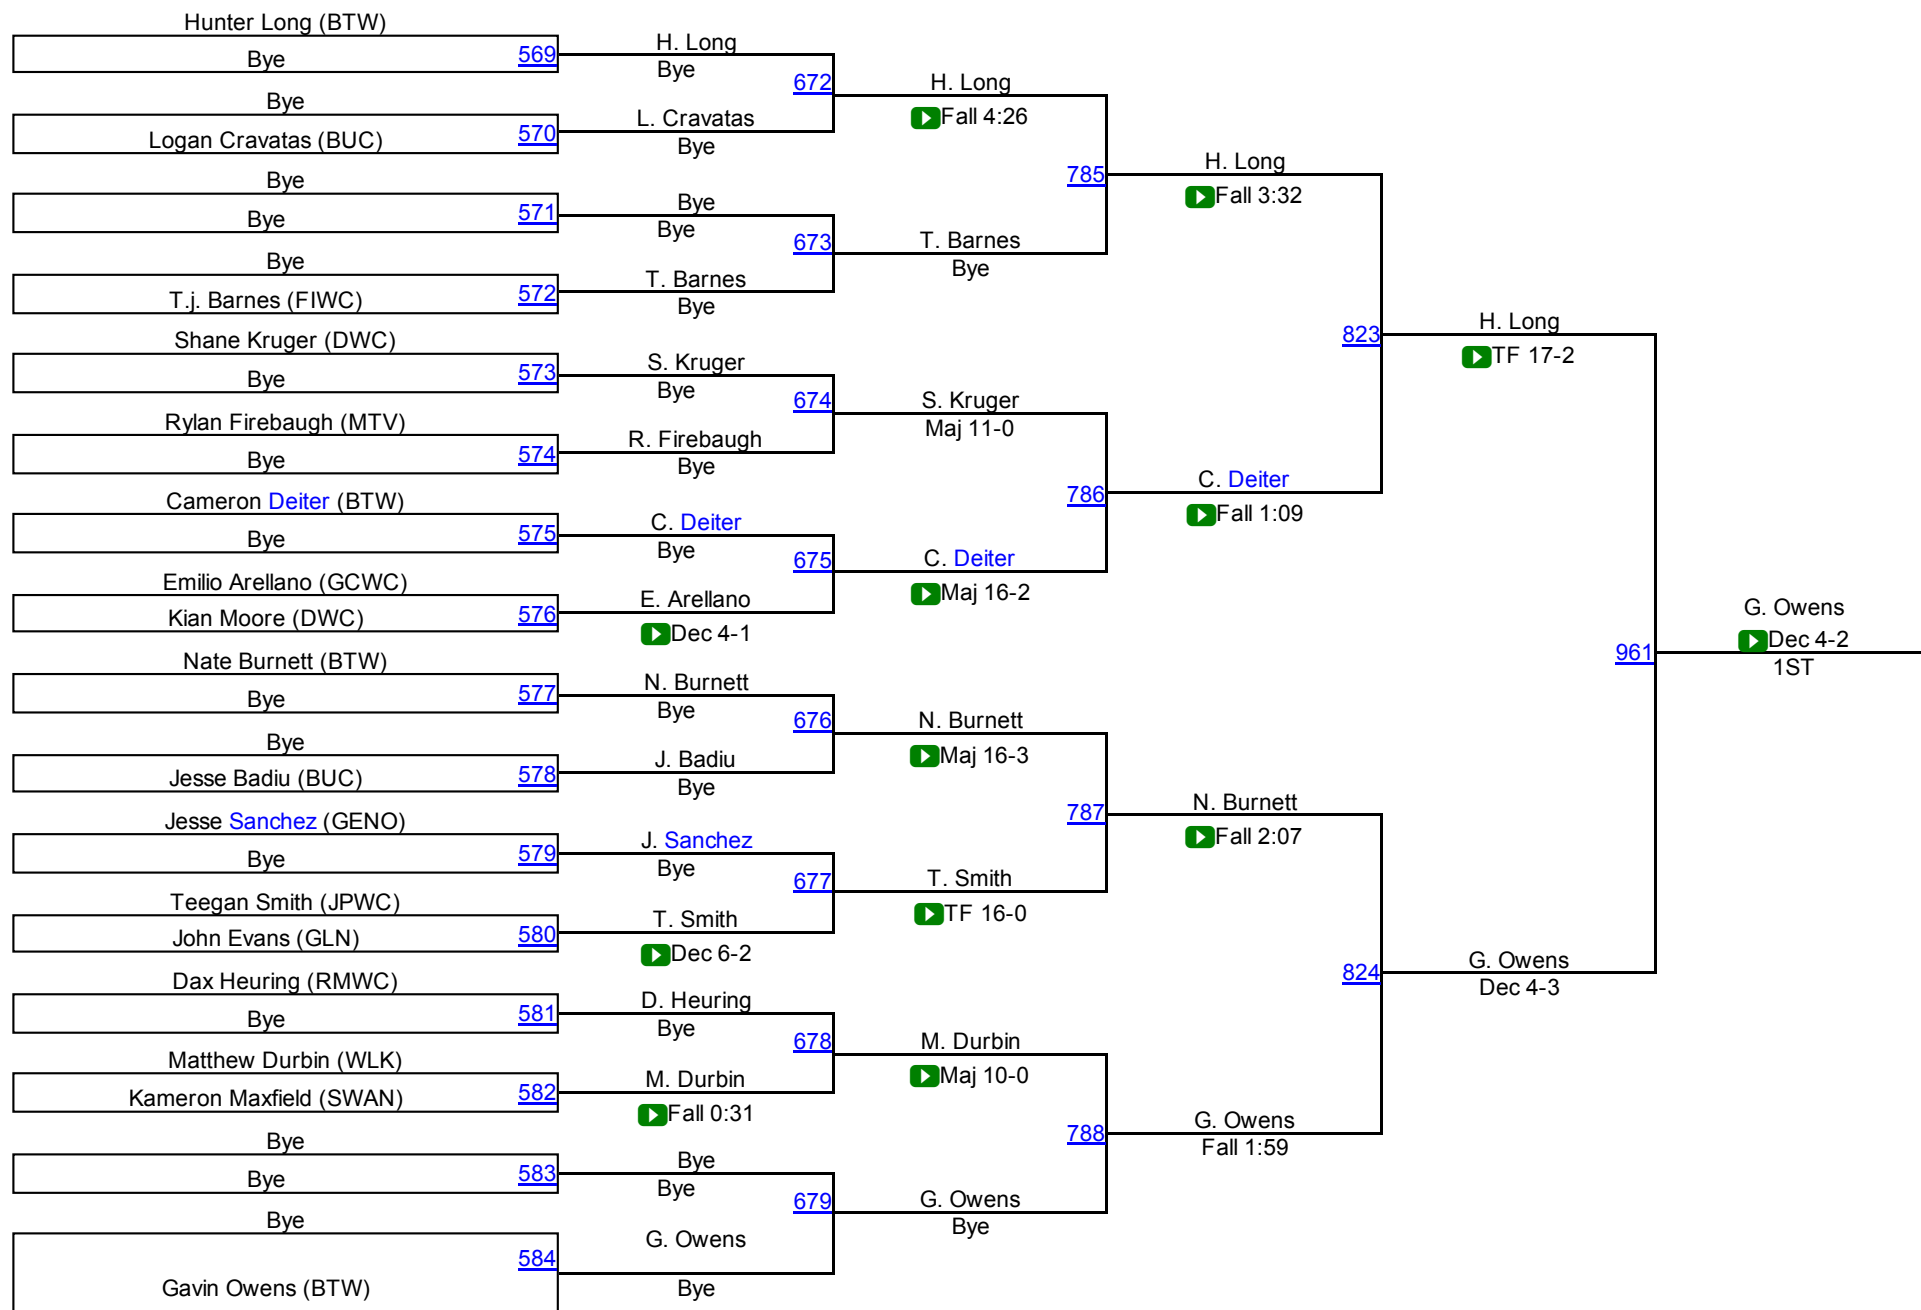 Hunter Long (BTW)
Bye
569
Bye
Logan Cravatas (BUC)
570
Bye
Bye
571
Bye
T.j. Barnes (FIWC)
572
Shane Kruger (DWC)
Bye
573
Rylan Firebaugh (MTV)
Bye
574
Cameron Deiter (BTW)
Bye
575
Emilio Arellano (GCWC)
Kian Moore (DWC)
576
Nate Burnett (BTW)
Bye
577
Bye
Jesse Badiu (BUC)
578
Jesse Sanchez (GENO)
Bye
579
Teegan Smith (JPWC)
John Evans (GLN)
580
Dax Heuring (RMWC)
Bye
581
Matthew Durbin (WLK)
Kameron Maxfield (SWAN)
582
Bye
Bye
583
Bye
Gavin Owens (BTW)
584
H. Long
Bye
672
L. Cravatas
Bye
Bye
Bye
673
T. Barnes
Bye
S. Kruger
Bye
674
R. Firebaugh
Bye
C. Deiter
Bye
675
E. Arellano
Dec 4-1
N. Burnett
Bye
676
J. Badiu
Bye
J. Sanchez
Bye
677
T. Smith
Dec 6-2
D. Heuring
Bye
678
M. Durbin
Fall 0:31
Bye
Bye
679
G. Owens
Bye
H. Long
Fall 4:26
785
T. Barnes
Bye
S. Kruger
Maj 11-0
786
C. Deiter
Maj 16-2
N. Burnett
Maj 16-3
787
T. Smith
TF 16-0
M. Durbin
Maj 10-0
788
G. Owens
Bye
H. Long
Fall 3:32
823
C. Deiter
Fall 1:09
N. Burnett
Fall 2:07
824
G. Owens
Fall 1:59
H. Long
TF 17-2
961
G. Owens
Dec 4-3
G. Owens
Dec 4-2
1ST